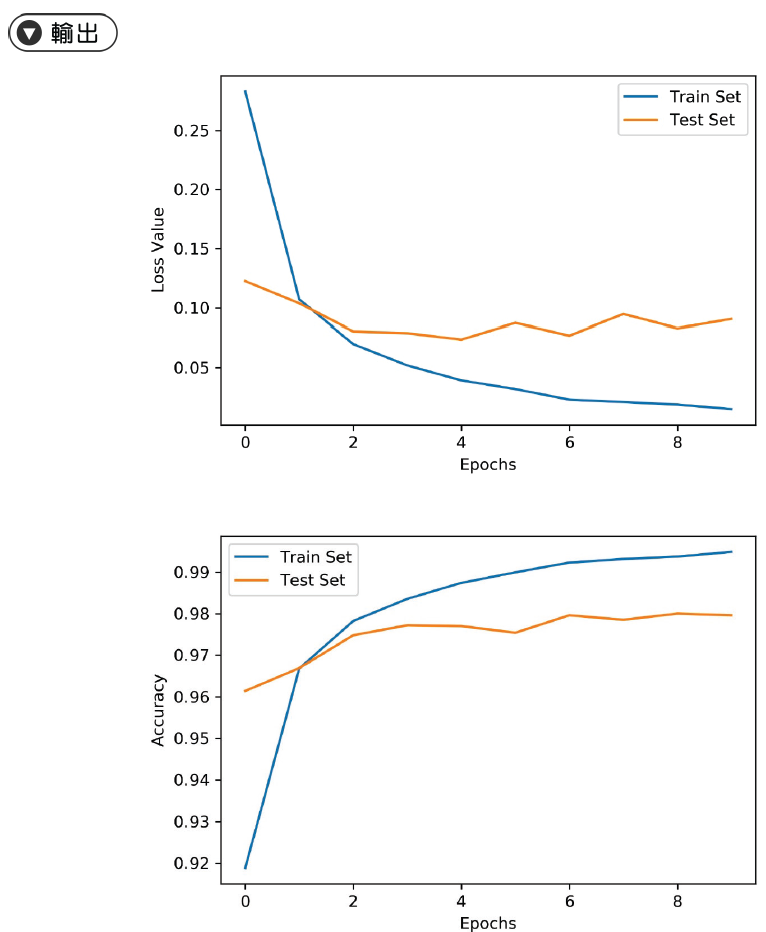 輸出
Train Set
Test Set
Loss Value
0.25
0.20
0.15
0.10
0.05
0 2 4 6 8
Epochs
Train Set
Test Set
Accuracy
0.99
0.98
0.97
0.96
0.95
0.94
0.93
0.92
0 2 4 6 8
Epochs